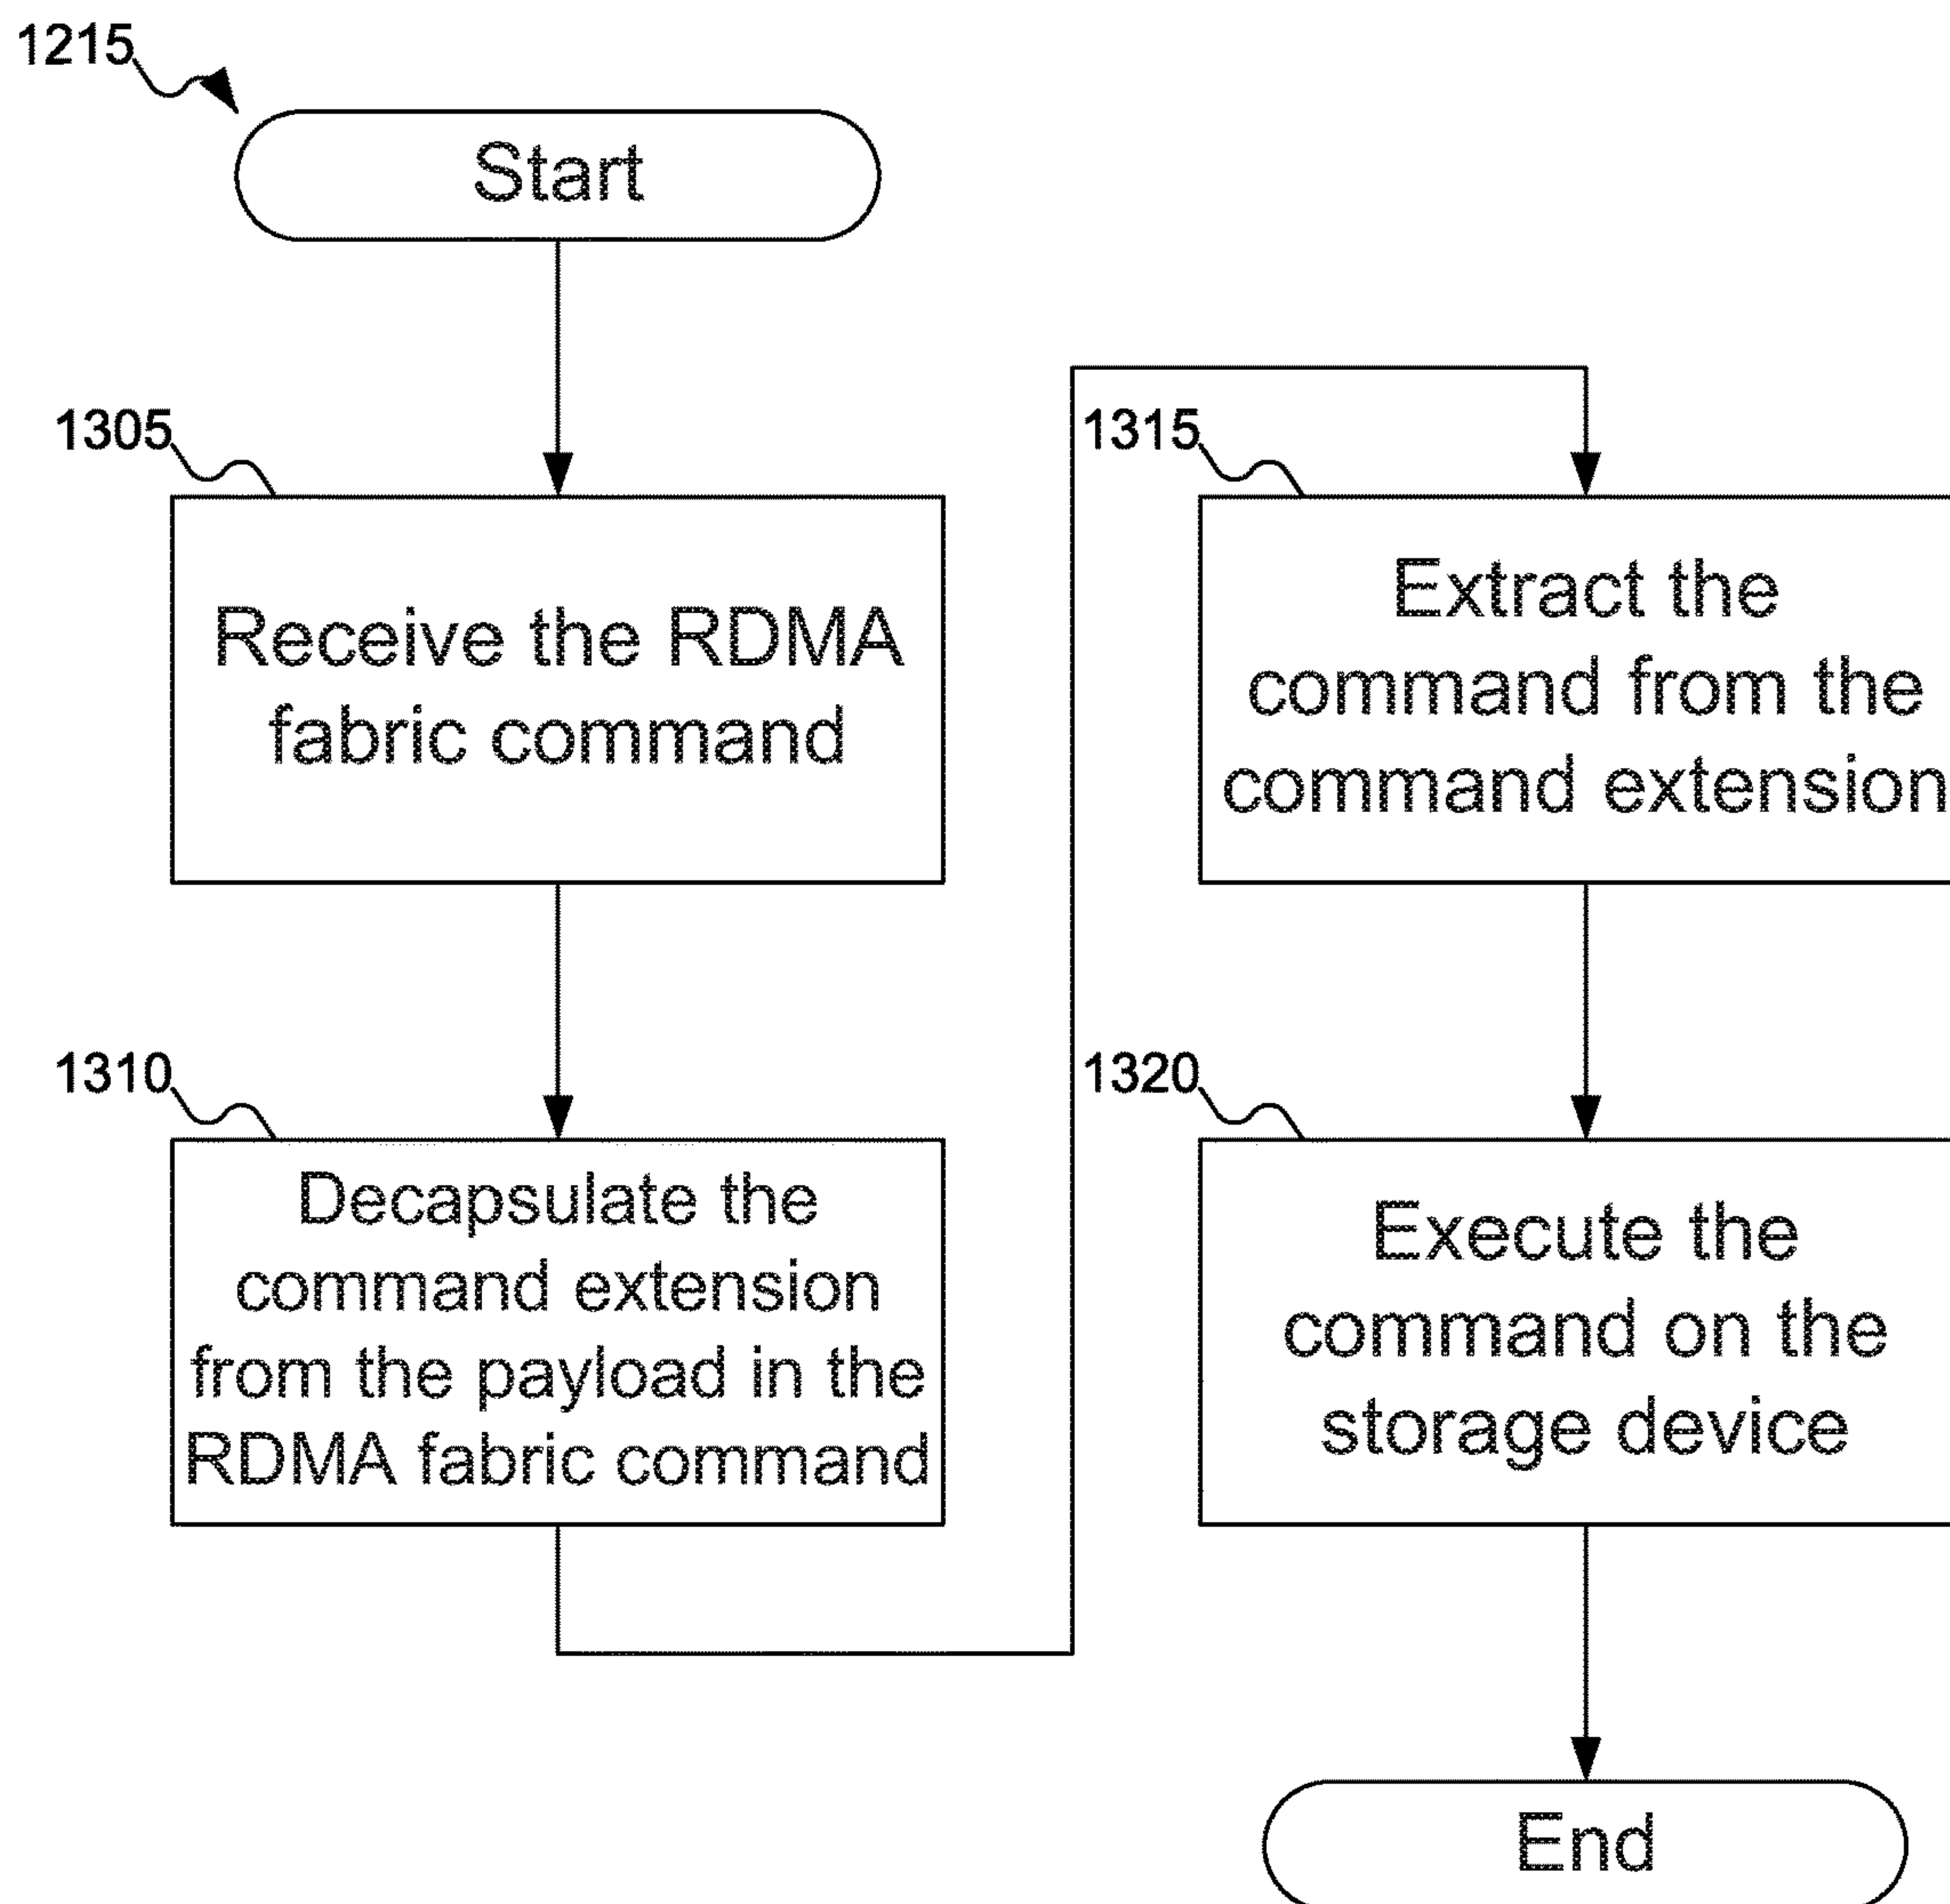 1215
Start
1305
Receive the RDMA
fabric command
1310
Decapsulate the
command extension
from the payload in the
RDMA fabric command
1315
Extract the
command from the
command extension
1320
Execute the
command on the
storage device
End